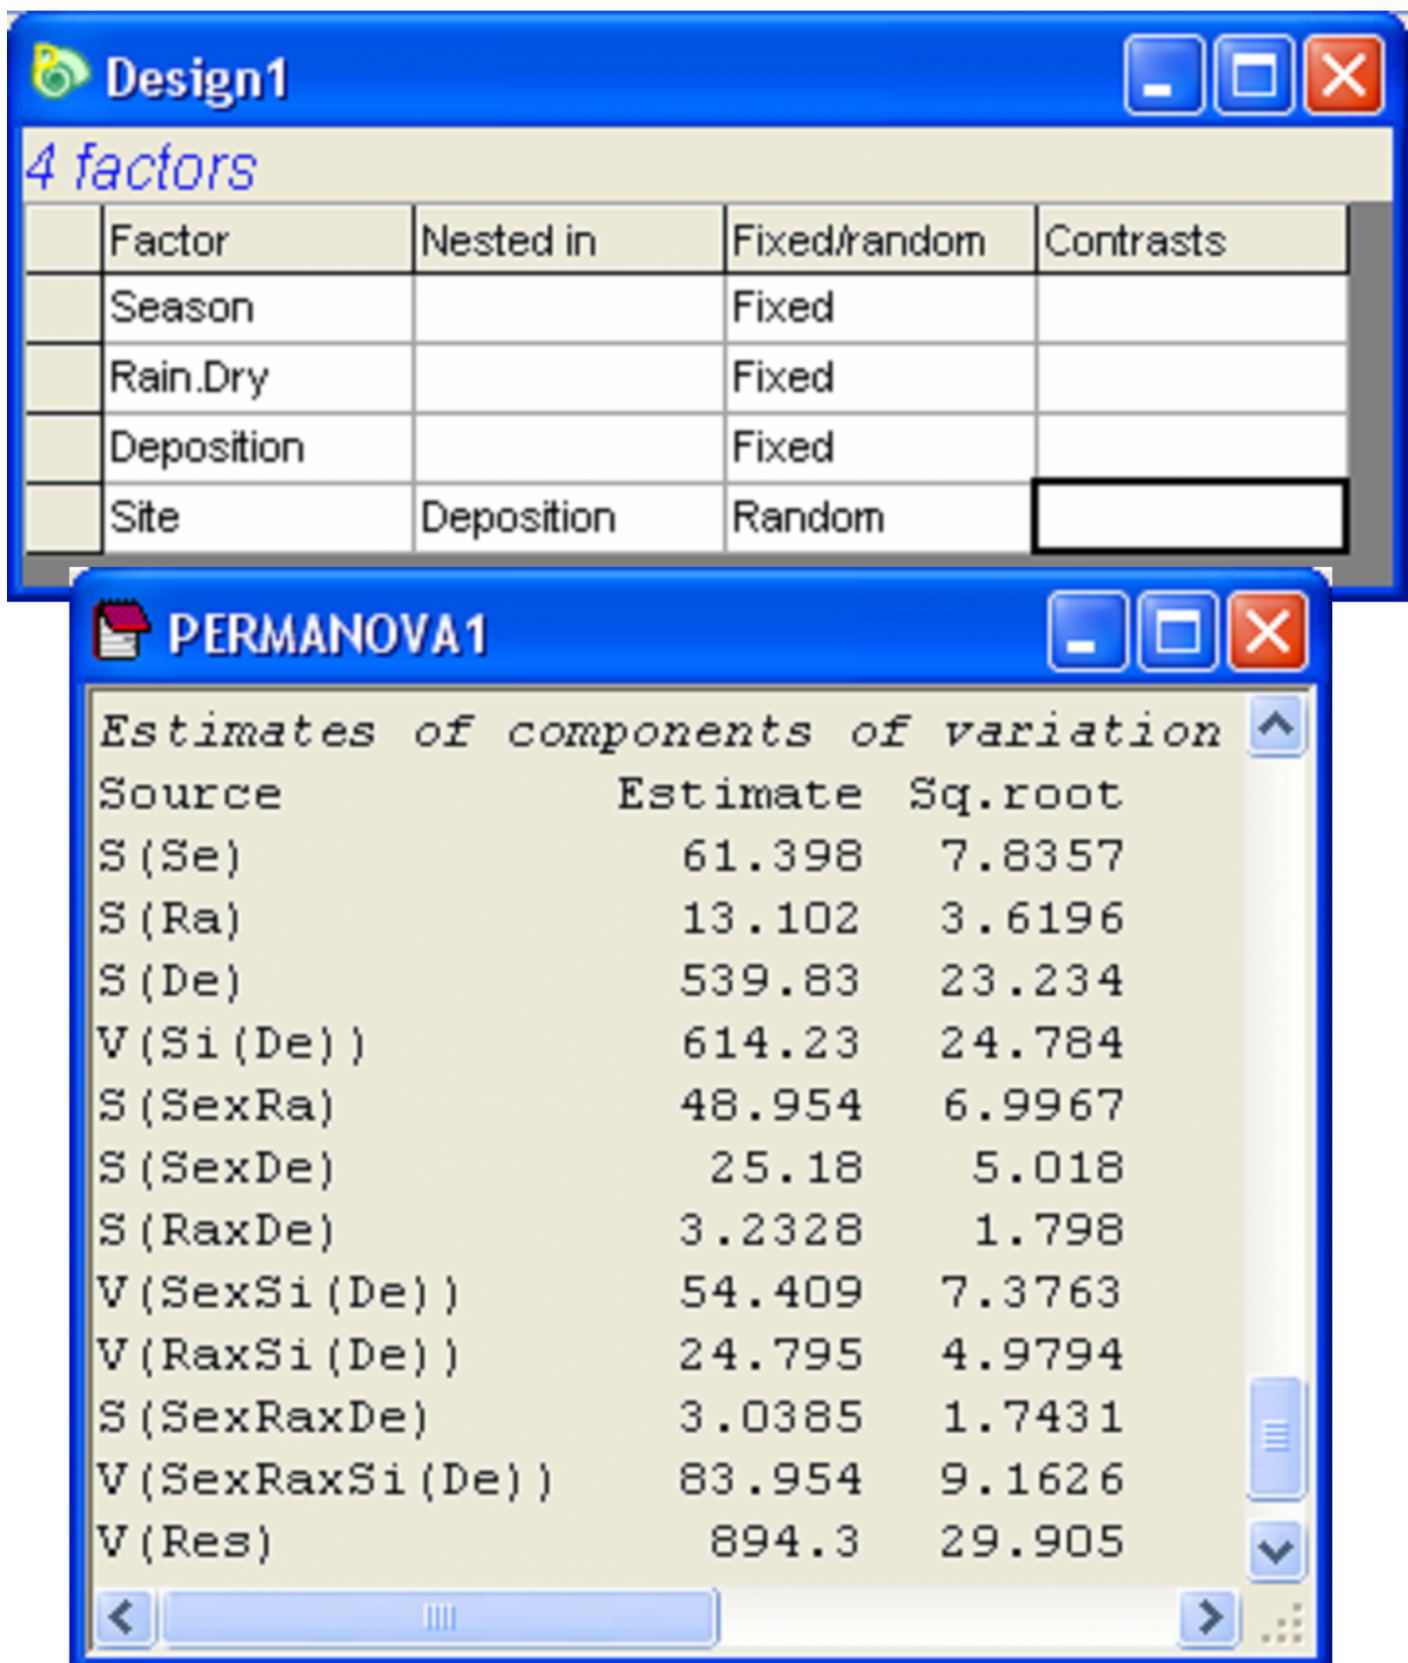 Design1
4 factors
Factor Nested in Fixed/random Contrasts
Season Fixed
Rain.Dry Fixed
Deposition Fixed
Site Deposition Random
PERMANOVA1
Estimates of components of variation
Source Estimate Sq.root
S(Se) 61.398 7.8357
S(Ra) 13.102 3.6196
S(De) 539.83 23.234
V(Si(De)) 614.23 24.784
S(SexRa) 48.954 6.9967
S(SexDe) 25.18 5.018
S(RaxDe) 3.2328 1.798
V(SexSi(De)) 54.409 7.3763
V(RaxSi(De)) 24.795 4.9794
S(SexRaxDe) 3.0385 1.7431
V(SexRaxSi(De)) 83.954 9.1626
V(Res) 894.3 29.905